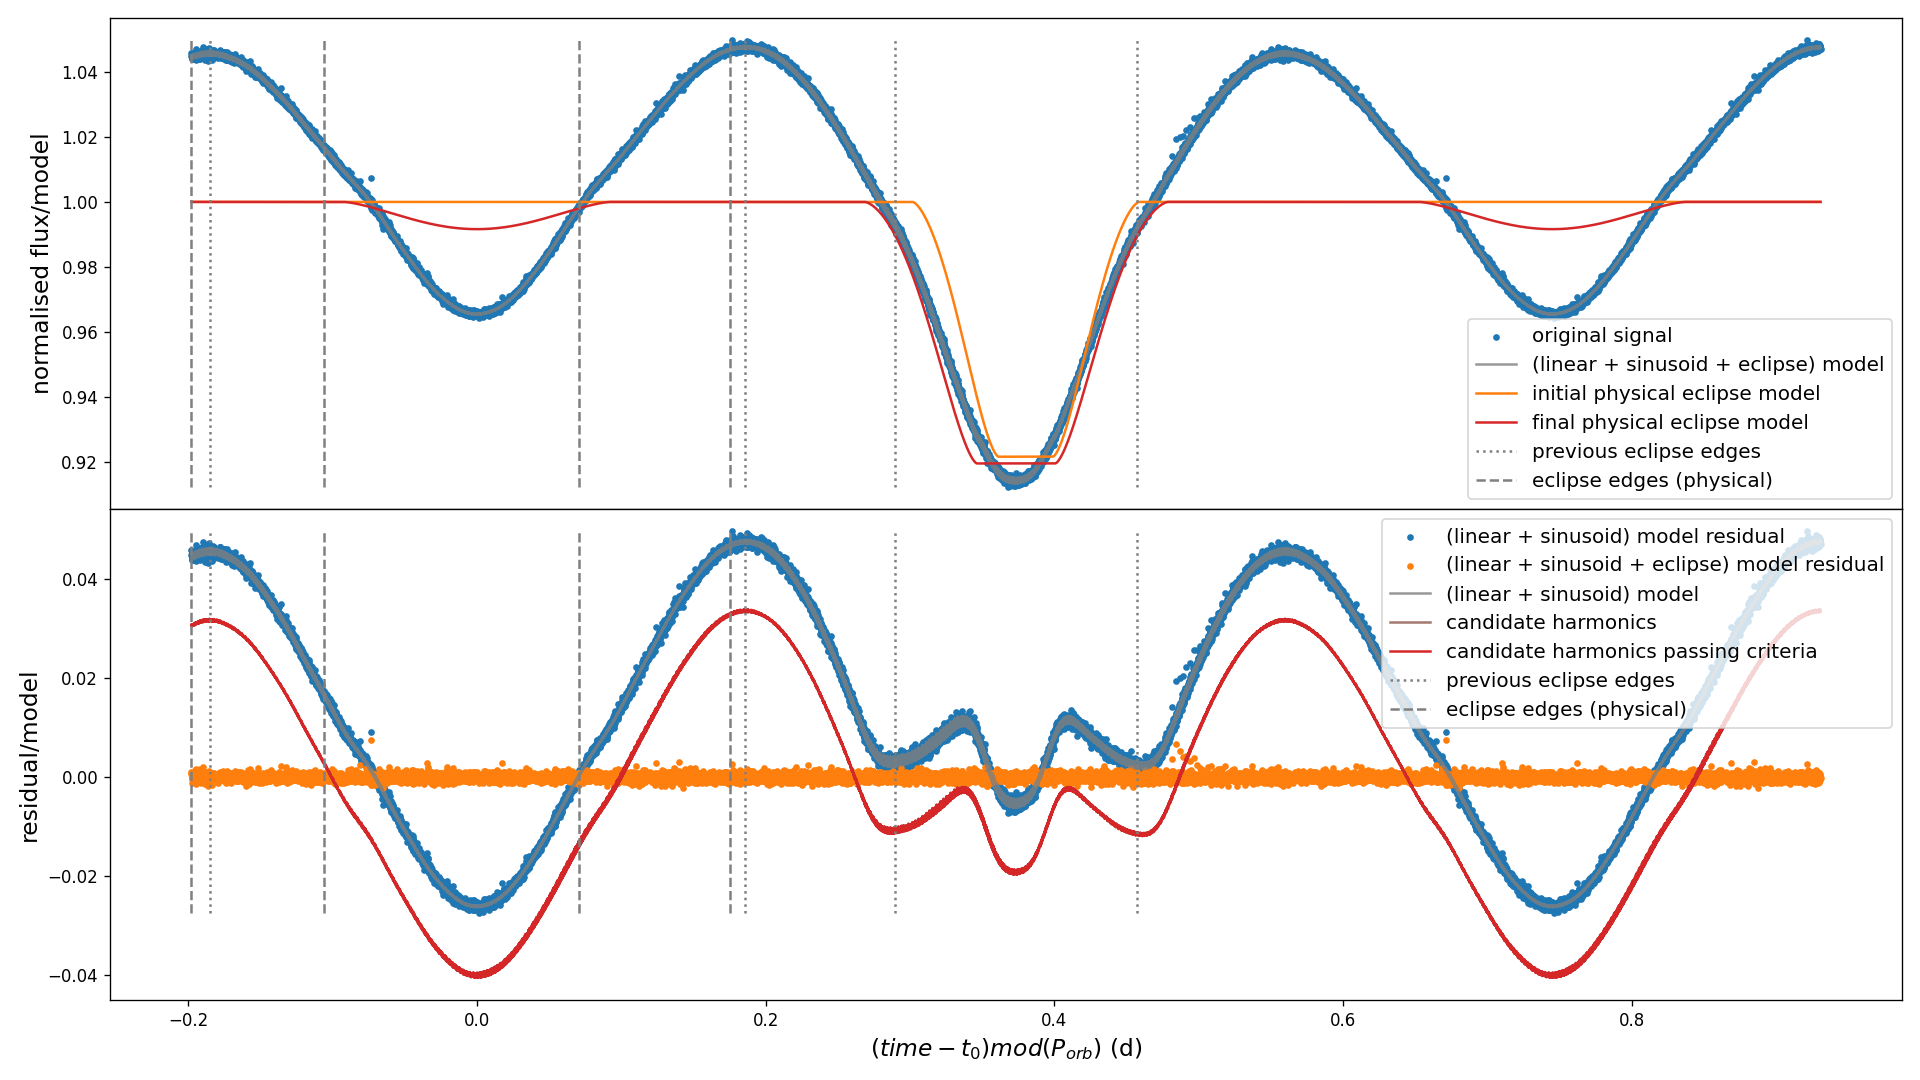 1.04
1.02
1.00
0.98
0.96
0.94
0.92
normalised flux/model
original signal
(linear + sinusoid + eclipse) model
initial physical eclipse model
final physical eclipse model
previous eclipse edges
eclipse edges (physical)
0.04
0.02
0.00
−0.02
−0.04
residual/model
(linear + sinusoid) model residual
(linear + sinusoid + eclipse) model residual
(linear + sinusoid) model
candidate harmonics
candidate harmonics passing criteria
previous eclipse edges
eclipse edges (physical)
−0.2 0.0 0.2 0.4 0.6 0.8
(time − t₀)mod(P_orb) (d)